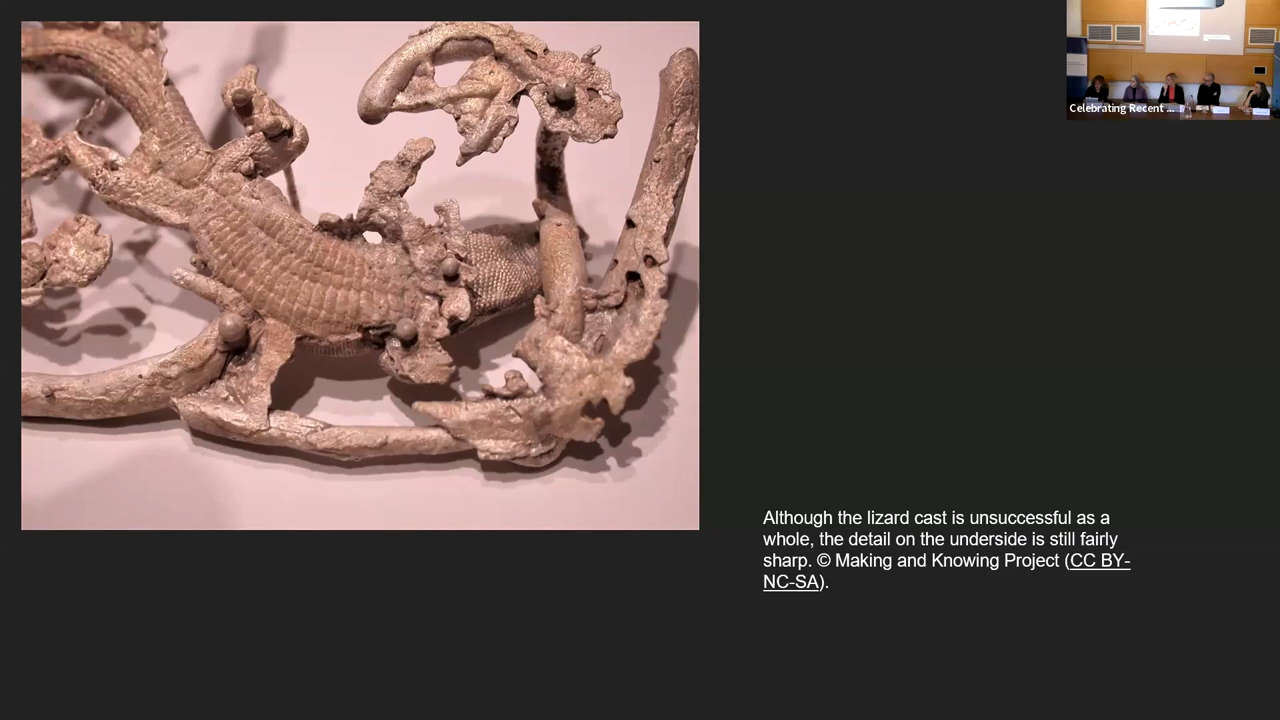 Celebrating Recent ...
Although the lizard cast is unsuccessful as a
whole, the detail on the underside is still fairly
sharp. © Making and Knowing Project (CC BY-
NC-SA).